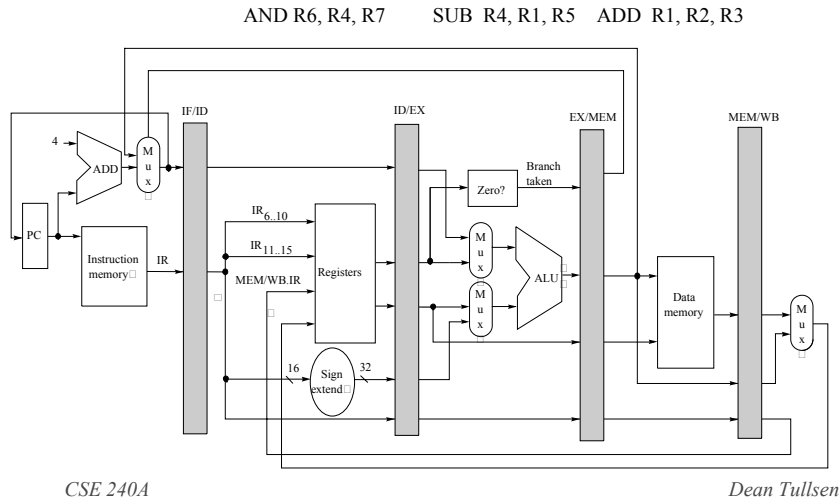 AND R6, R4, R7 SUB R4, R1, R5 ADD R1, R2, R3
IF/ID
ID/EX
EX/MEM
MEM/WB
4
ADD
M
u
x
PC
Instruction
memory
IR
IR6..10
IR11..15
MEM/WB.IR
Registers
16
Sign
extend
32
Zero?
Branch
taken
M
u
x
M
u
x
ALU
Data
memory
M
u
x
CSE 240A
Dean Tullsen